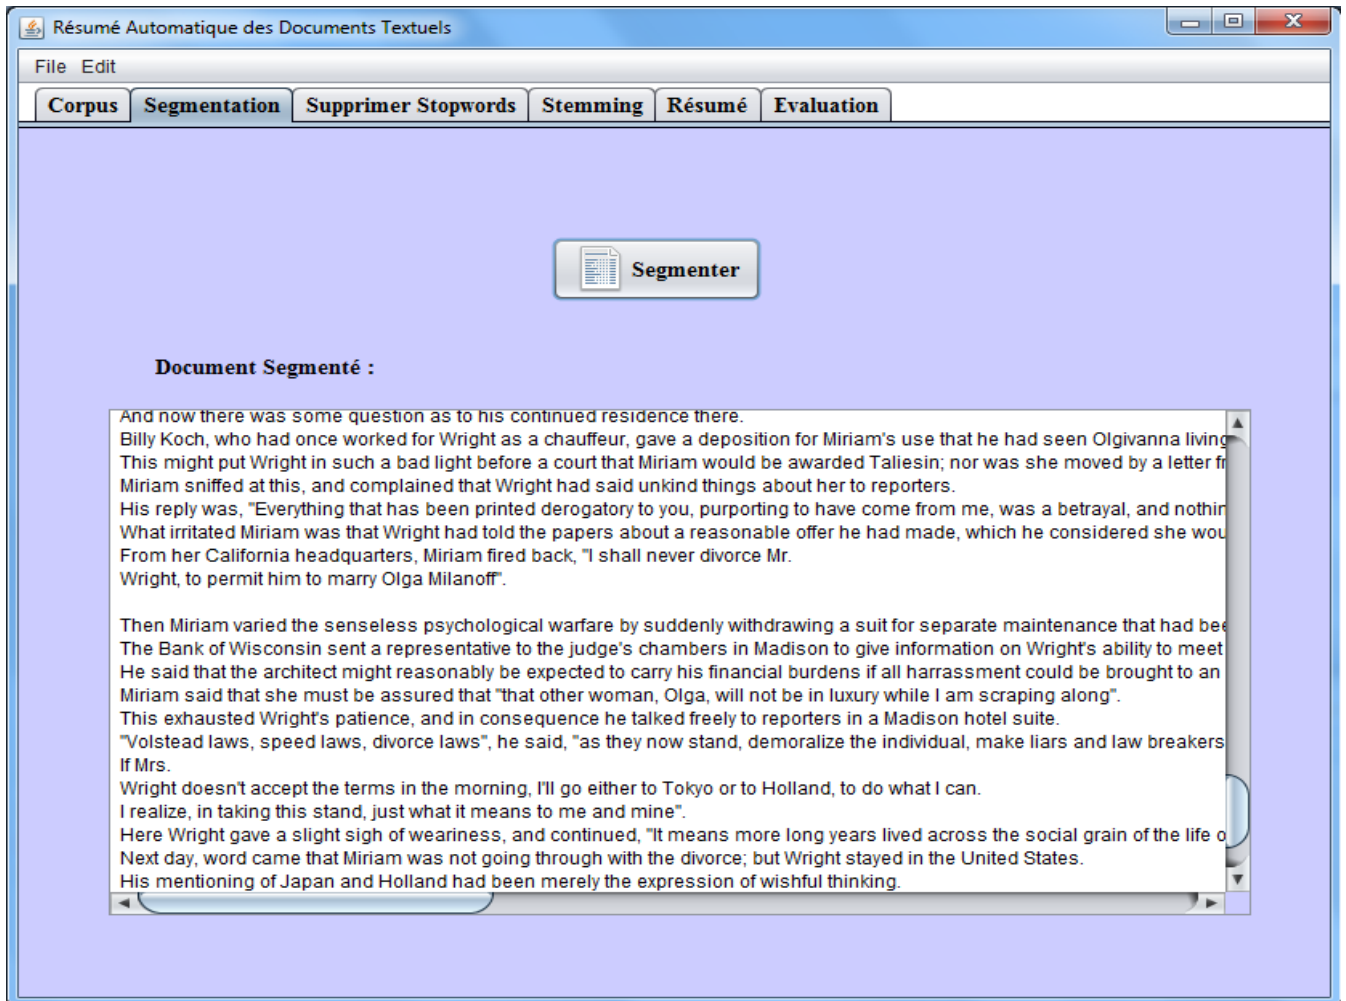 Résumé Automatique des Documents Textuels
File Edit
Corpus Segmentation Supprimer Stopwords Stemming Résumé Evaluation
Segmenter
Document Segmenté :
And now there was some question as to his continued residence there.
Billy Koch, who had once worked for Wright as a chauffeur, gave a deposition for Miriam's use that he had seen Olgivanna living
This might put Wright in such a bad light before a court that Miriam would be awarded Taliesin; nor was she moved by a letter fr
Miriam sniffed at this, and complained that Wright had said unkind things about her to reporters.
His reply was, "Everything that has been printed derogatory to you, purporting to have come from me, was a betrayal, and nothin
What irritated Miriam was that Wright had told the papers about a reasonable offer he had made, which he considered she wou
From her California headquarters, Miriam fired back, "I shall never divorce Mr.
Wright, to permit him to marry Olga Milanoff".
Then Miriam varied the senseless psychological warfare by suddenly withdrawing a suit for separate maintenance that had bee
The Bank of Wisconsin sent a representative to the judge's chambers in Madison to give information on Wright's ability to meet
He said that the architect might reasonably be expected to carry his financial burdens if all harrassment could be brought to an
Miriam said that she must be assured that "that other woman, Olga, will not be in luxury while I am scraping along".
This exhausted Wright's patience, and in consequence he talked freely to reporters in a Madison hotel suite.
"Volstead laws, speed laws, divorce laws", he said, "as they now stand, demoralize the individual, make liars and law breakers
If Mrs.
Wright doesn't accept the terms in the morning, I'll go either to Tokyo or to Holland, to do what I can.
I realize, in taking this stand, just what it means to me and mine".
Here Wright gave a slight sigh of weariness, and continued, "It means more long years lived across the social grain of the life o
Next day, word came that Miriam was not going through with the divorce; but Wright stayed in the United States.
His mentioning of Japan and Holland had been merely the expression of wishful thinking.